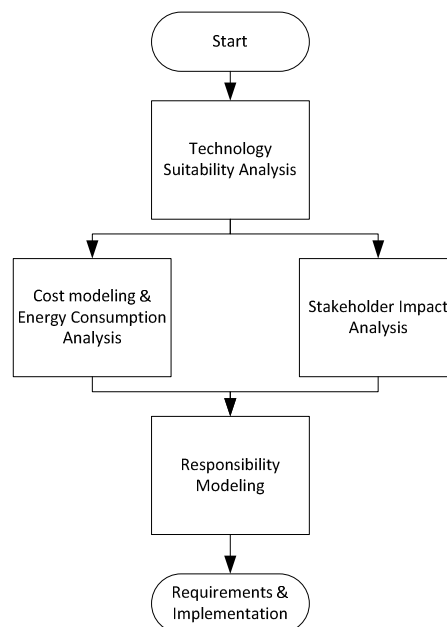 Start
Technology
Suitability Analysis
Cost modeling &
Energy Consumption
Analysis
Stakeholder Impact
Analysis
Responsibility
Modeling
Requirements &
Implementation